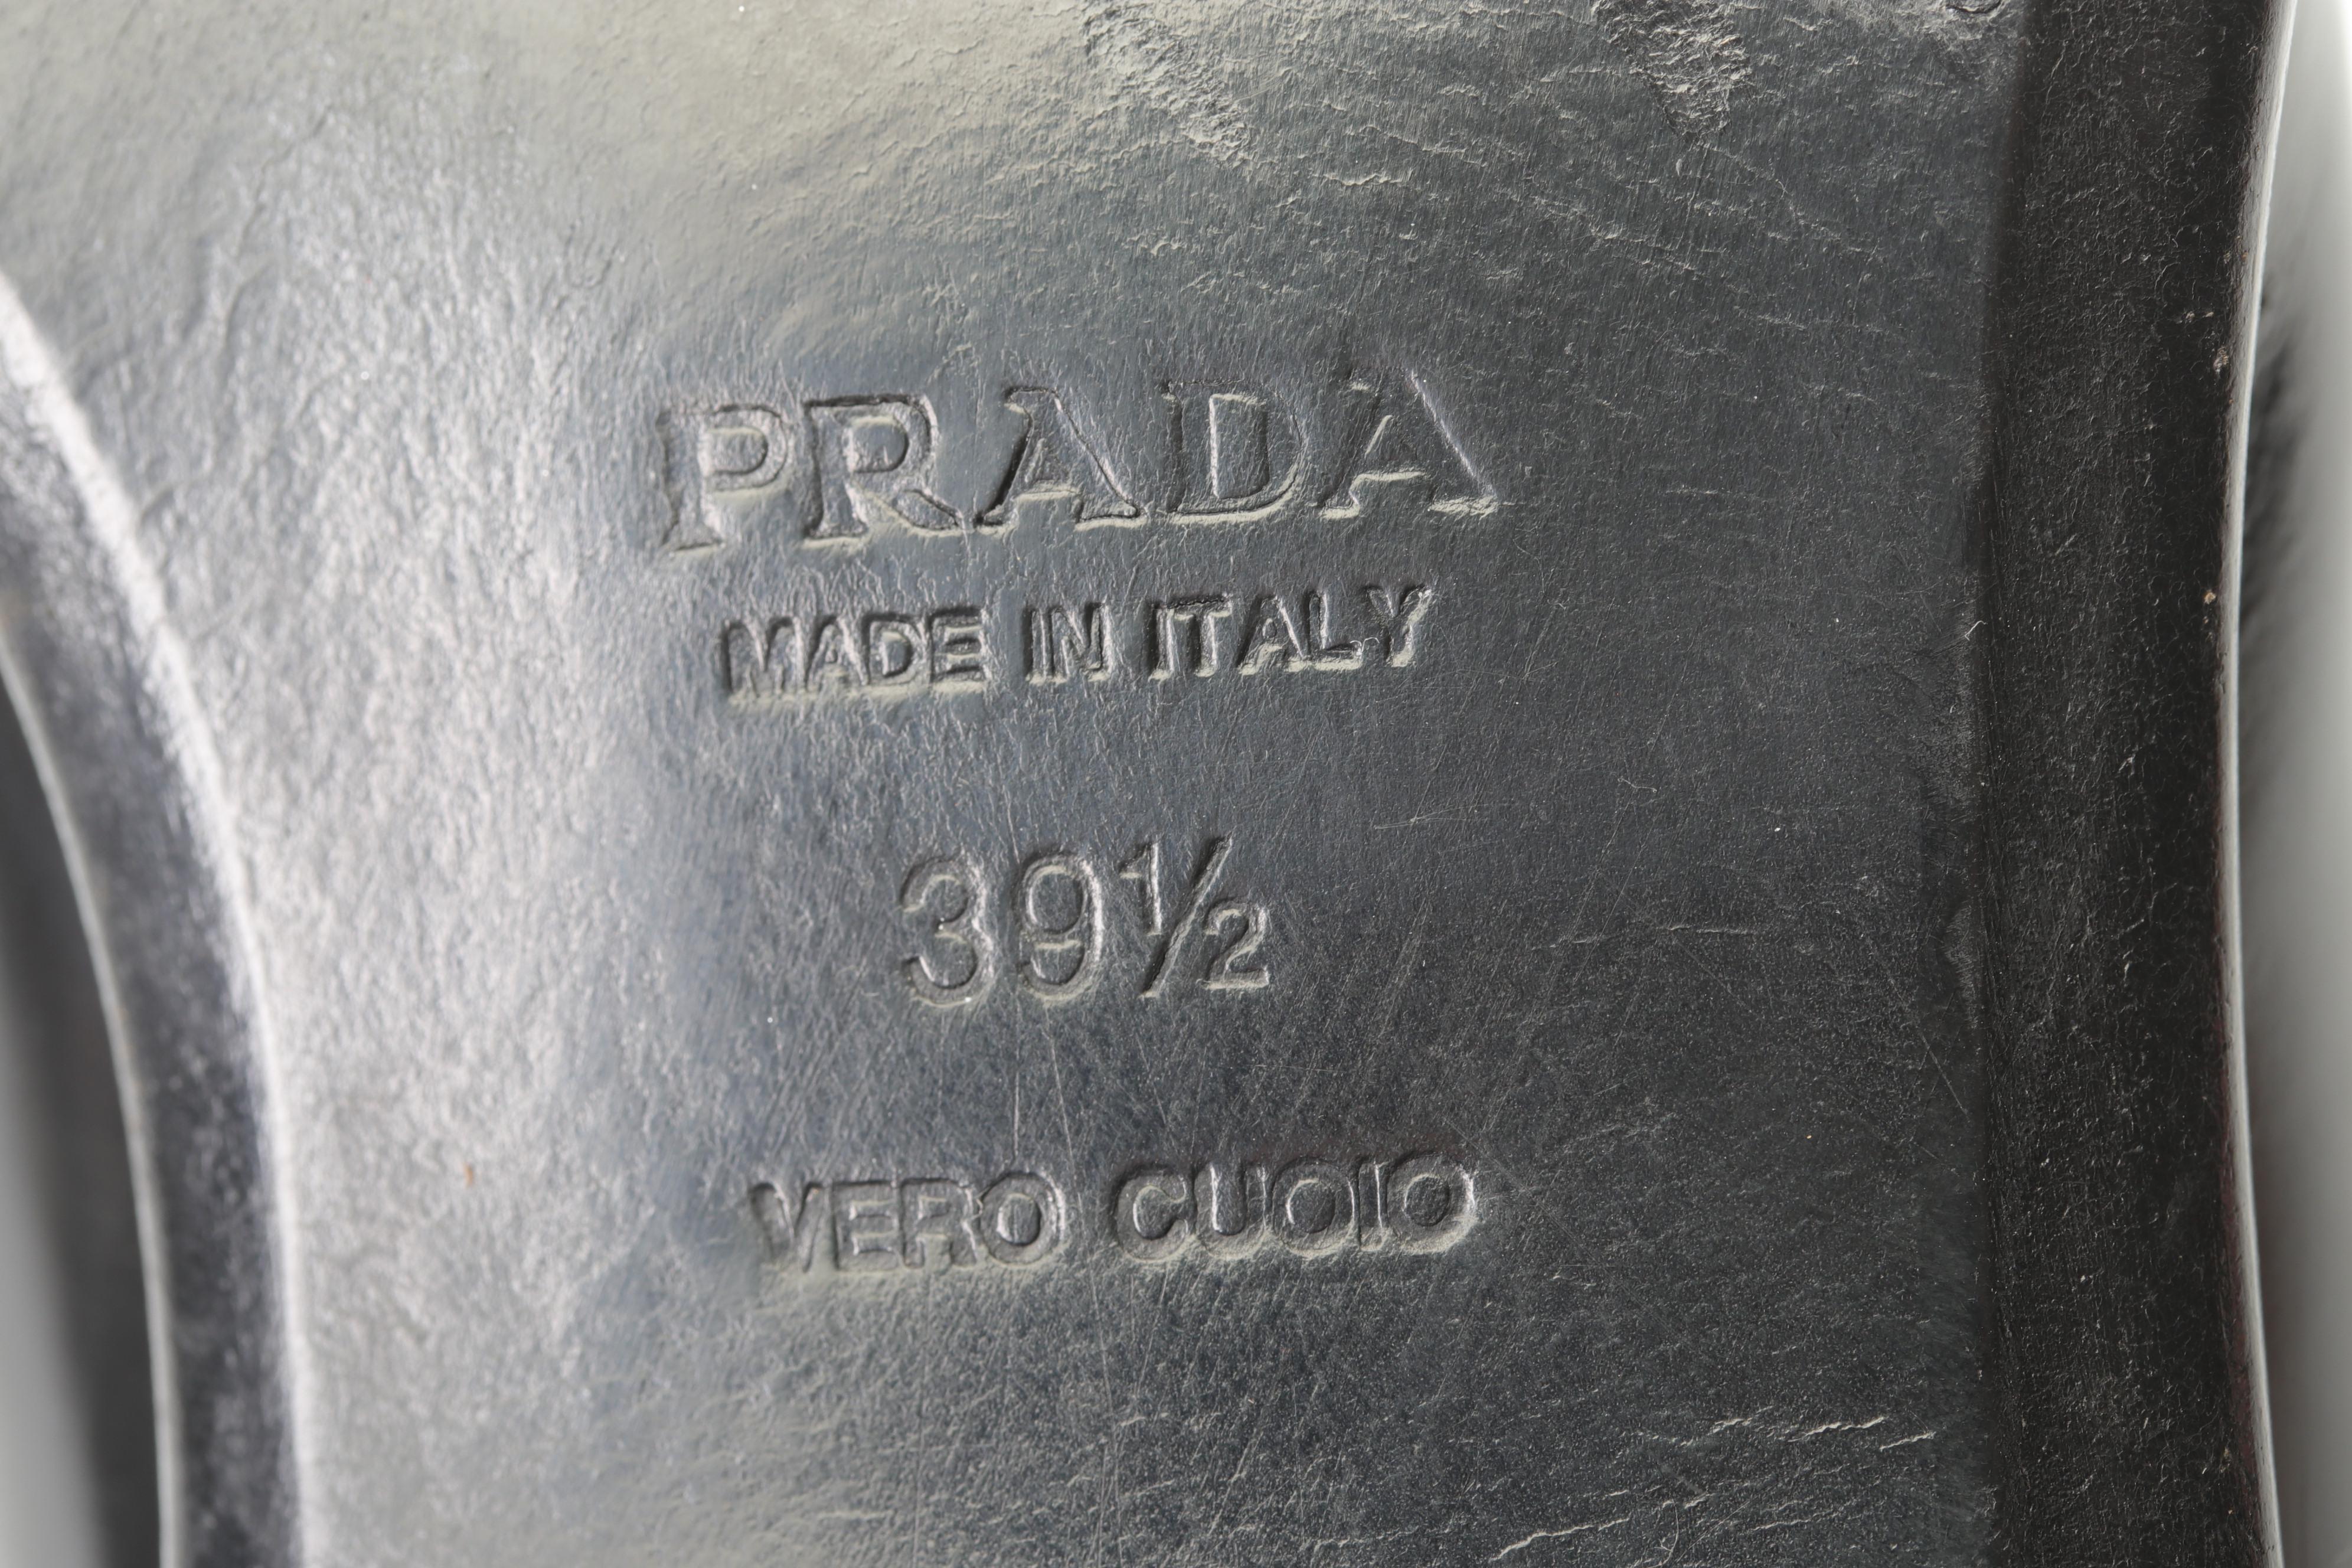 PRADA
MADE IN ITALY
39½
VERO CUOIO